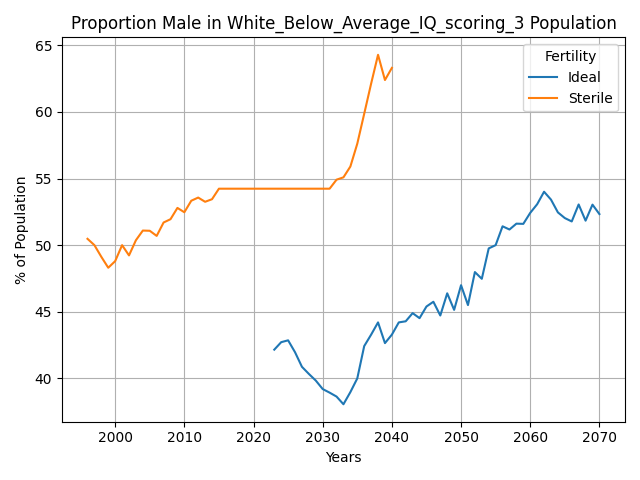 Proportion Male in White_Below_Average_IQ_scoring_3 Population
Fertility
Ideal
Sterile
% of Population
65
60
55
50
45
40
2000 2010 2020 2030 2040 2050 2060 2070
Years